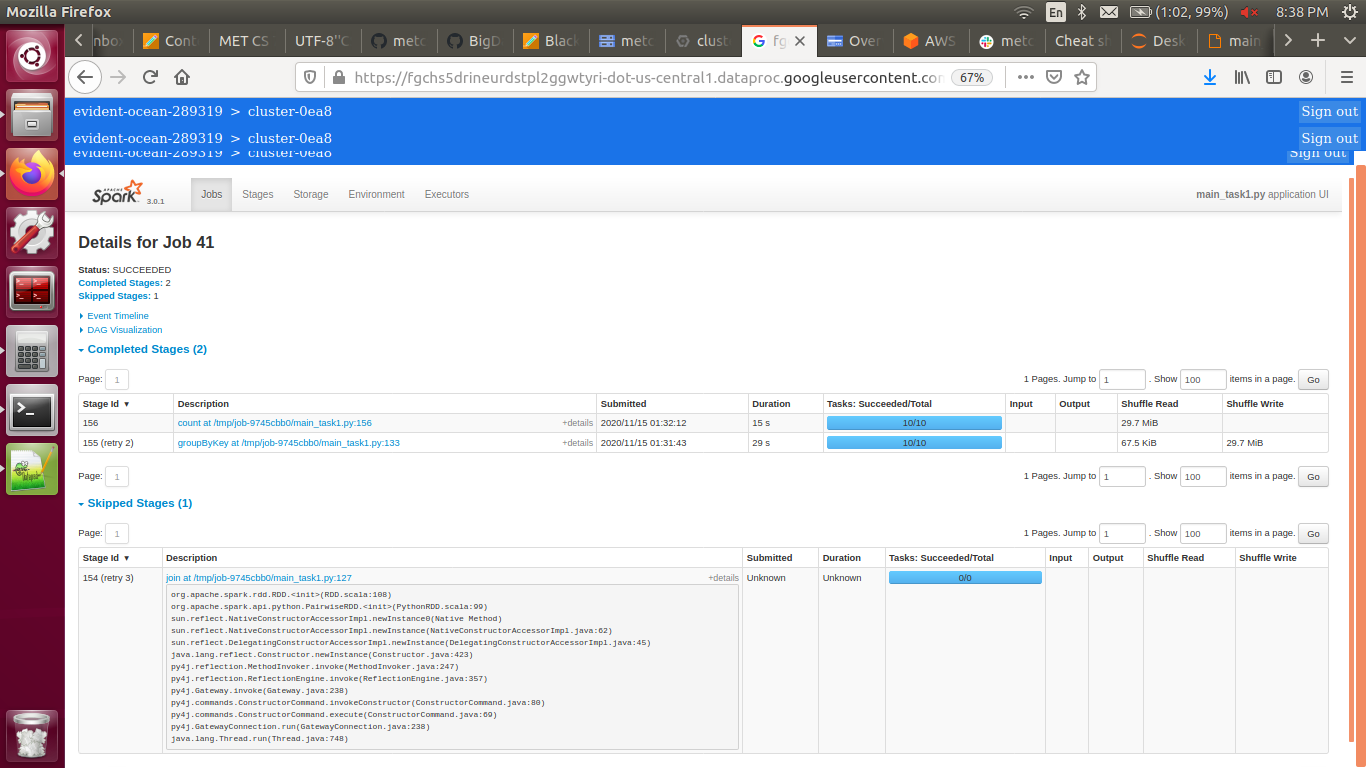 Mozilla Firefox
En
(1:02, 99%)
8:38 PM
nbox
Cont
MET CS
UTF-8"C
metc
BigD
Black
metc
clust
fg
Over
AWS
metc
Cheat sh
Desk
main
https://fgchs5drineurdstpl2ggwtyri-dot-us-central1.dataproc.googleusercontent.con
67%
evident-ocean-289319 > cluster-0ea8
Sign out
evident-ocean-289319 > cluster-0ea8
Sign out
evident-ocean-289319 > cluster-0ea8
Sign out
APACHE Spark 3.0.1
Jobs
Stages
Storage
Environment
Executors
main_task1.py application UI
Details for Job 41
Status: SUCCEEDED
Completed Stages: 2
Skipped Stages: 1
Event Timeline
DAG Visualization
Completed Stages (2)
Page: 1
1 Pages. Jump to 1 . Show 100 items in a page. Go
Stage Id ▾ Description Submitted Duration Tasks: Succeeded/Total Input Output Shuffle Read Shuffle Write
156 count at /tmp/job-9745cbb0/main_task1.py:156 +details 2020/11/15 01:32:12 15 s 10/10 29.7 MiB
155 (retry 2) groupByKey at /tmp/job-9745cbb0/main_task1.py:133 +details 2020/11/15 01:31:43 29 s 10/10 67.5 KiB 29.7 MiB
Page: 1
1 Pages. Jump to 1 . Show 100 items in a page. Go
Skipped Stages (1)
Page: 1
1 Pages. Jump to 1 . Show 100 items in a page. Go
Stage Id ▾ Description Submitted Duration Tasks: Succeeded/Total Input Output Shuffle Read Shuffle Write
154 (retry 3) join at /tmp/job-9745cbb0/main_task1.py:127 +details Unknown Unknown 0/0
org.apache.spark.rdd.RDD.<init>(RDD.scala:108)
org.apache.spark.api.python.PairwiseRDD.<init>(PythonRDD.scala:99)
sun.reflect.NativeConstructorAccessorImpl.newInstance0(Native Method)
sun.reflect.NativeConstructorAccessorImpl.newInstance(NativeConstructorAccessorImpl.java:62)
sun.reflect.DelegatingConstructorAccessorImpl.newInstance(DelegatingConstructorAccessorImpl.java:45)
java.lang.reflect.Constructor.newInstance(Constructor.java:423)
py4j.reflection.MethodInvoker.invoke(MethodInvoker.java:247)
py4j.reflection.ReflectionEngine.invoke(ReflectionEngine.java:357)
py4j.Gateway.invoke(Gateway.java:238)
py4j.commands.ConstructorCommand.invokeConstructor(ConstructorCommand.java:80)
py4j.commands.ConstructorCommand.execute(ConstructorCommand.java:69)
py4j.GatewayConnection.run(GatewayConnection.java:238)
java.lang.Thread.run(Thread.java:748)